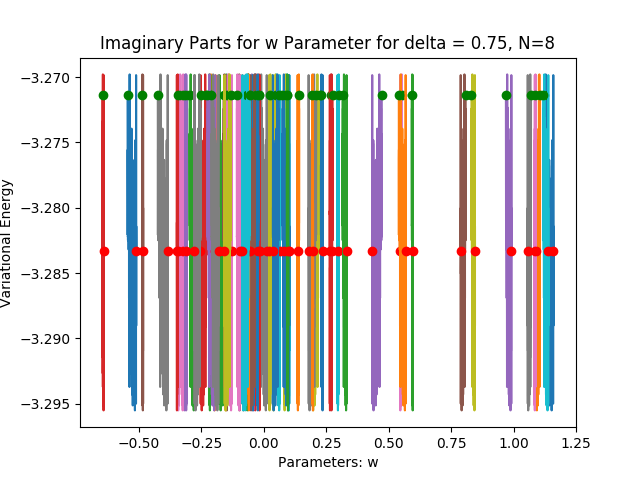 Imaginary Parts for w Parameter for delta = 0.75, N=8
−3.270
−3.275
−3.280
−3.285
−3.290
−3.295
Variational Energy
−0.50 −0.25 0.00 0.25 0.50 0.75 1.00 1.25
Parameters: w